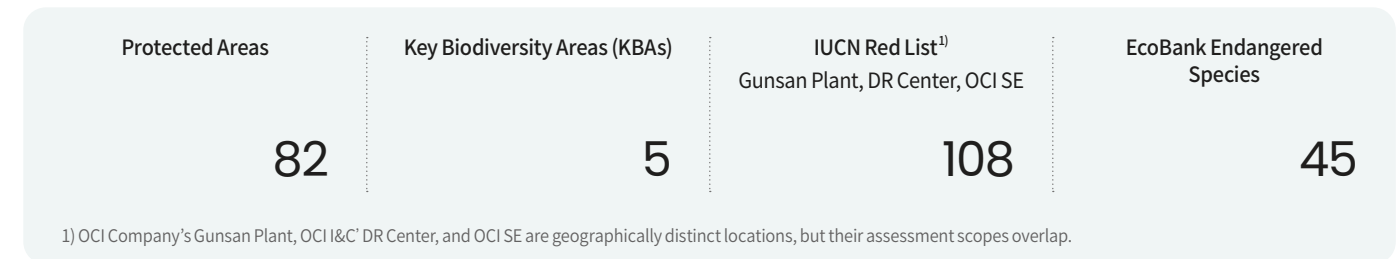 Protected Areas
82
Key Biodiversity Areas (KBAs)
5
IUCN Red List1)
Gunsan Plant, DR Center, OCI SE
108
EcoBank Endangered
Species
45
1) OCI Company's Gunsan Plant, OCI I&C' DR Center, and OCI SE are geographically distinct locations, but their assessment scopes overlap.